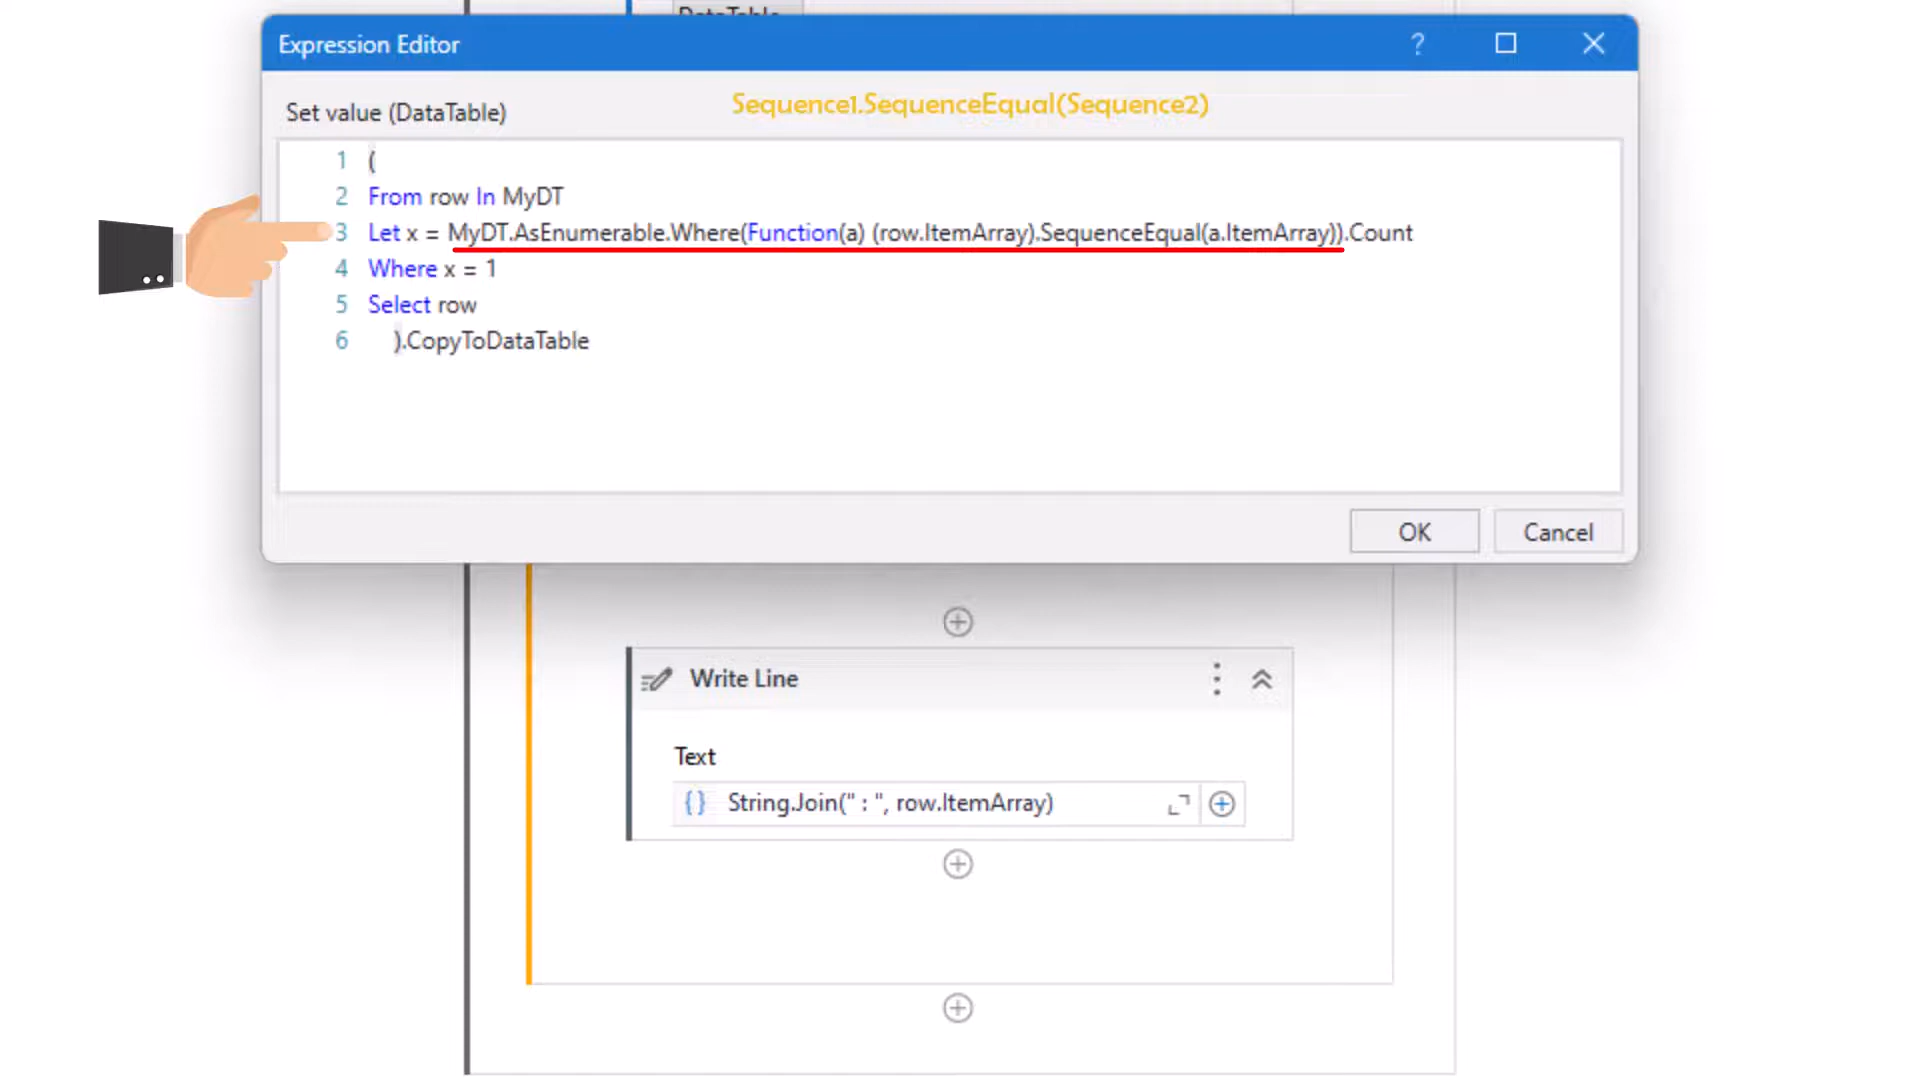 DataTable
Expression Editor
?
Set value (DataTable)
Sequence1.SequenceEqual(Sequence2)
1 (
2 From row In MyDT
3 Let x = MyDT.AsEnumerable.Where(Function(a) (row.ItemArray).SequenceEqual(a.ItemArray)).Count
4 Where x = 1
5 Select row
6 ).CopyToDataTable
OK
Cancel
Write Line
Text
{} String.Join(" : ", row.ItemArray)